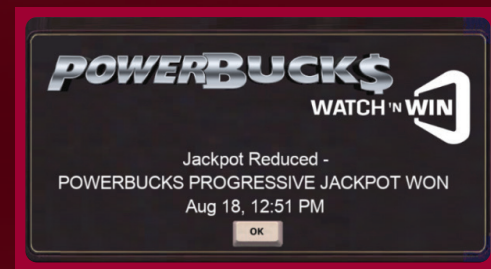 POWERBUCK$
WATCH 'N WIN
Jackpot Reduced -
POWERBUCKS PROGRESSIVE JACKPOT WON
Aug 18, 12:51 PM
OK